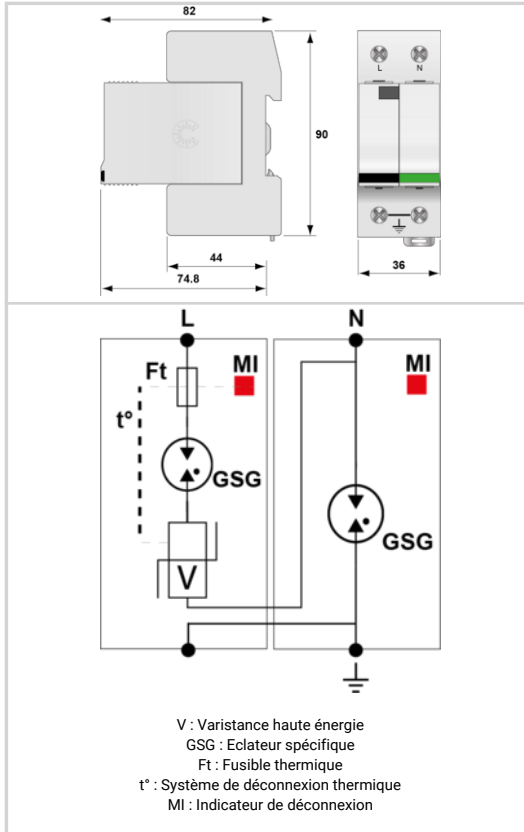 82
L N
90
44
74.8
36
L N
Ft MI MI
t°
GSG
GSG
V
V : Varistance haute énergie
GSG : Eclateur spécifique
Ft : Fusible thermique
t° : Système de déconnexion thermique
MI : Indicateur de déconnexion